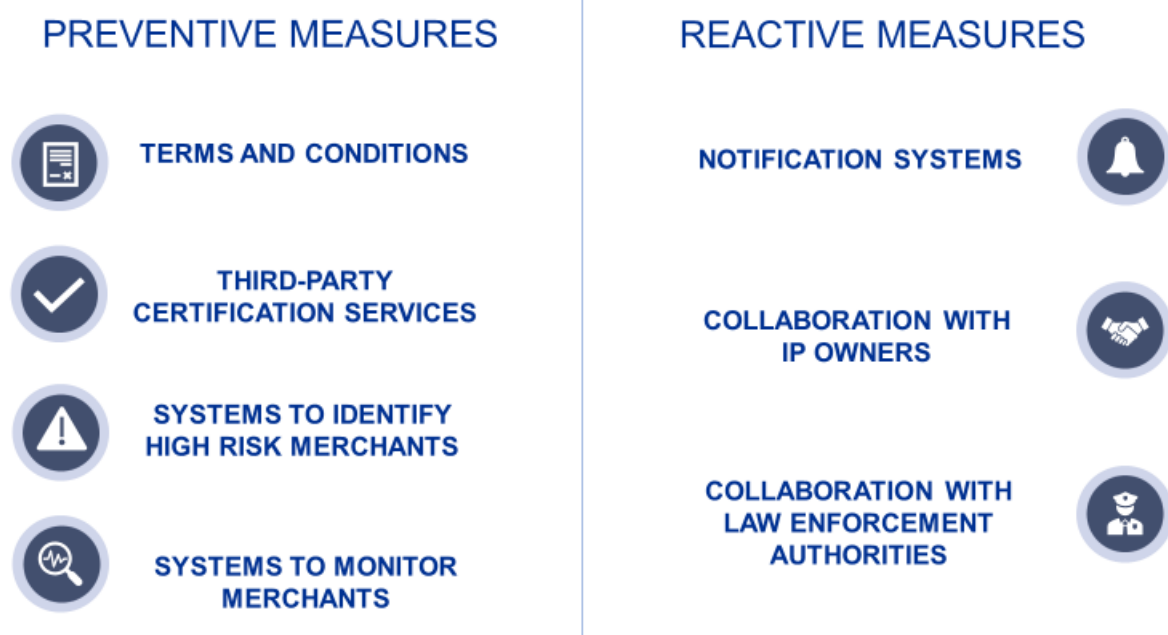 PREVENTIVE MEASURES
TERMS AND CONDITIONS
THIRD-PARTY
CERTIFICATION SERVICES
SYSTEMS TO IDENTIFY
HIGH RISK MERCHANTS
SYSTEMS TO MONITOR
MERCHANTS
REACTIVE MEASURES
NOTIFICATION SYSTEMS
COLLABORATION WITH
IP OWNERS
COLLABORATION WITH
LAW ENFORCEMENT
AUTHORITIES